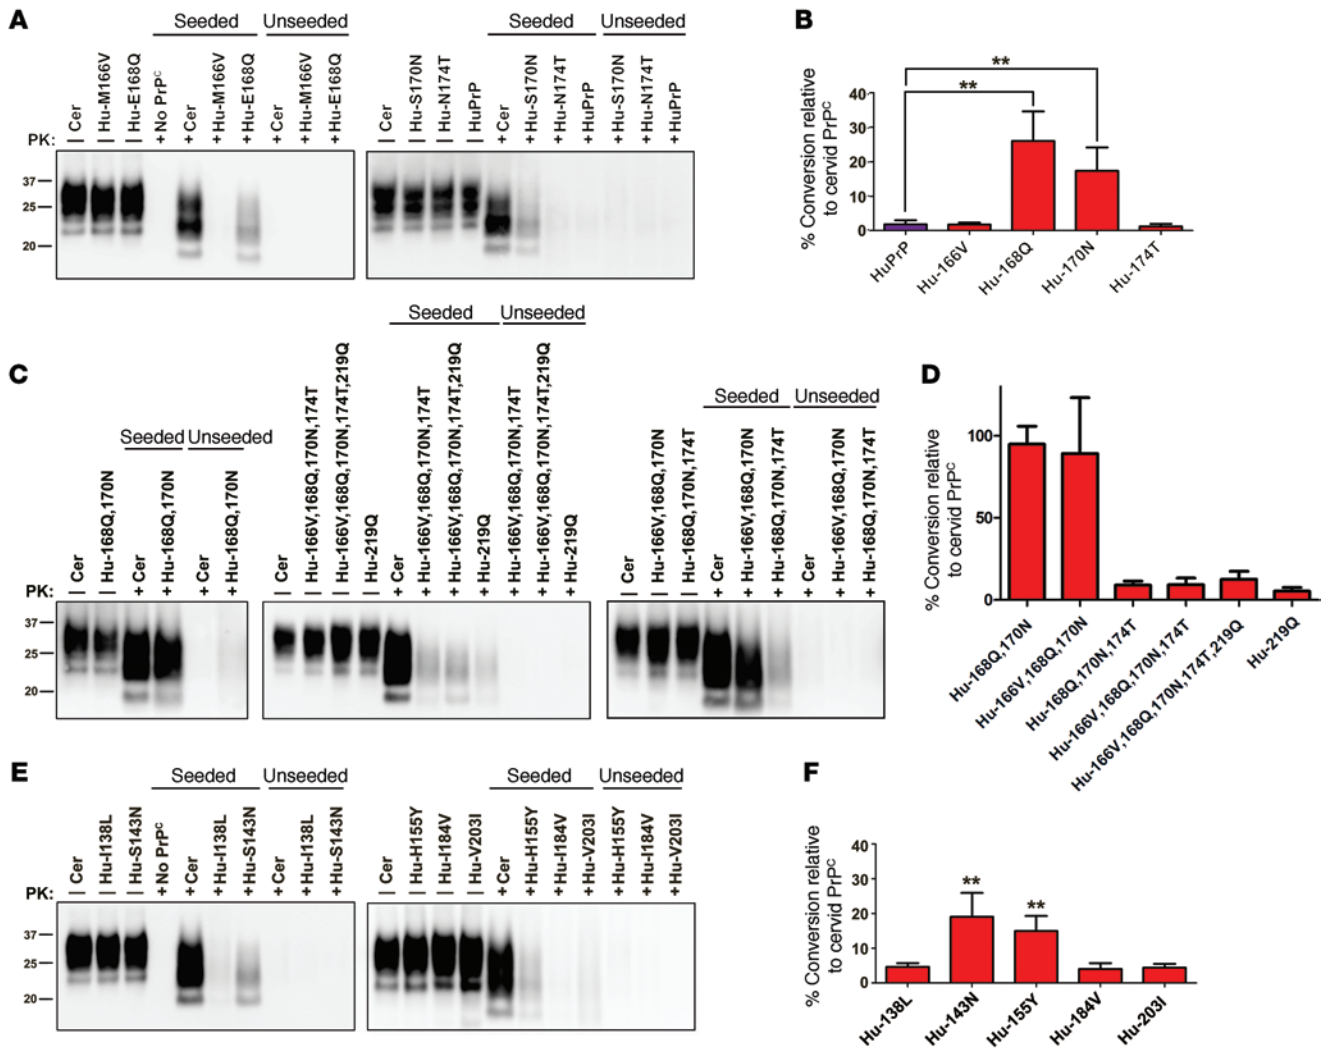 A
Seeded Unseeded
Cer
Hu-M166V
Hu-E168Q
No PrPᶜ
Cer
Hu-M166V
Hu-E168Q
Cer
Hu-M166V
Hu-E168Q
PK: – – – + + + + + + +
37
25
20
Seeded Unseeded
Cer
Hu-S170N
Hu-N174T
HuPrP
Cer
Hu-S170N
Hu-N174T
HuPrP
Hu-S170N
Hu-N174T
HuPrP
– – – – + + + + + + +
B
**
**
% Conversion relative
to cervid PrPᶜ
40
30
20
10
0
HuPrP
Hu-166V
Hu-168Q
Hu-170N
Hu-174T
C
Seeded Unseeded
Cer
Hu-168Q,170N
Cer
Hu-168Q,170N
Cer
Hu-168Q,170N
PK: – – + + + +
37
25
20
Seeded Unseeded
Cer
Hu-166V,168Q,170N,174T
Hu-166V,168Q,170N,174T,219Q
Hu-219Q
Cer
Hu-166V,168Q,170N,174T
Hu-166V,168Q,170N,174T,219Q
Hu-219Q
Hu-166V,168Q,170N,174T
Hu-166V,168Q,170N,174T,219Q
Hu-219Q
– – – – + + + + + + +
Seeded Unseeded
Cer
Hu-166V,168Q,170N
Hu-168Q,170N,174T
Cer
Hu-166V,168Q,170N
Hu-168Q,170N,174T
Cer
Hu-166V,168Q,170N
Hu-168Q,170N,174T
– – – + + + + + +
D
% Conversion relative
to cervid PrPᶜ
100
50
0
Hu-168Q,170N
Hu-166V,168Q,170N
Hu-168Q,170N,174T
Hu-166V,168Q,170N,174T
Hu-166V,168Q,170N,174T,219Q
Hu-219Q
E
Seeded Unseeded
Cer
Hu-I138L
Hu-S143N
No PrPᶜ
Cer
Hu-I138L
Hu-S143N
Cer
Hu-I138L
Hu-S143N
PK: – – – + + + + + + +
37
25
20
Seeded Unseeded
Cer
Hu-H155Y
Hu-I184V
Hu-V203I
Cer
Hu-H155Y
Hu-I184V
Hu-V203I
Hu-H155Y
Hu-I184V
Hu-V203I
– – – – + + + + + + +
F
% Conversion relative
to cervid PrPᶜ
40
30
20
10
0
**
**
Hu-138L
Hu-143N
Hu-155Y
Hu-184V
Hu-203I